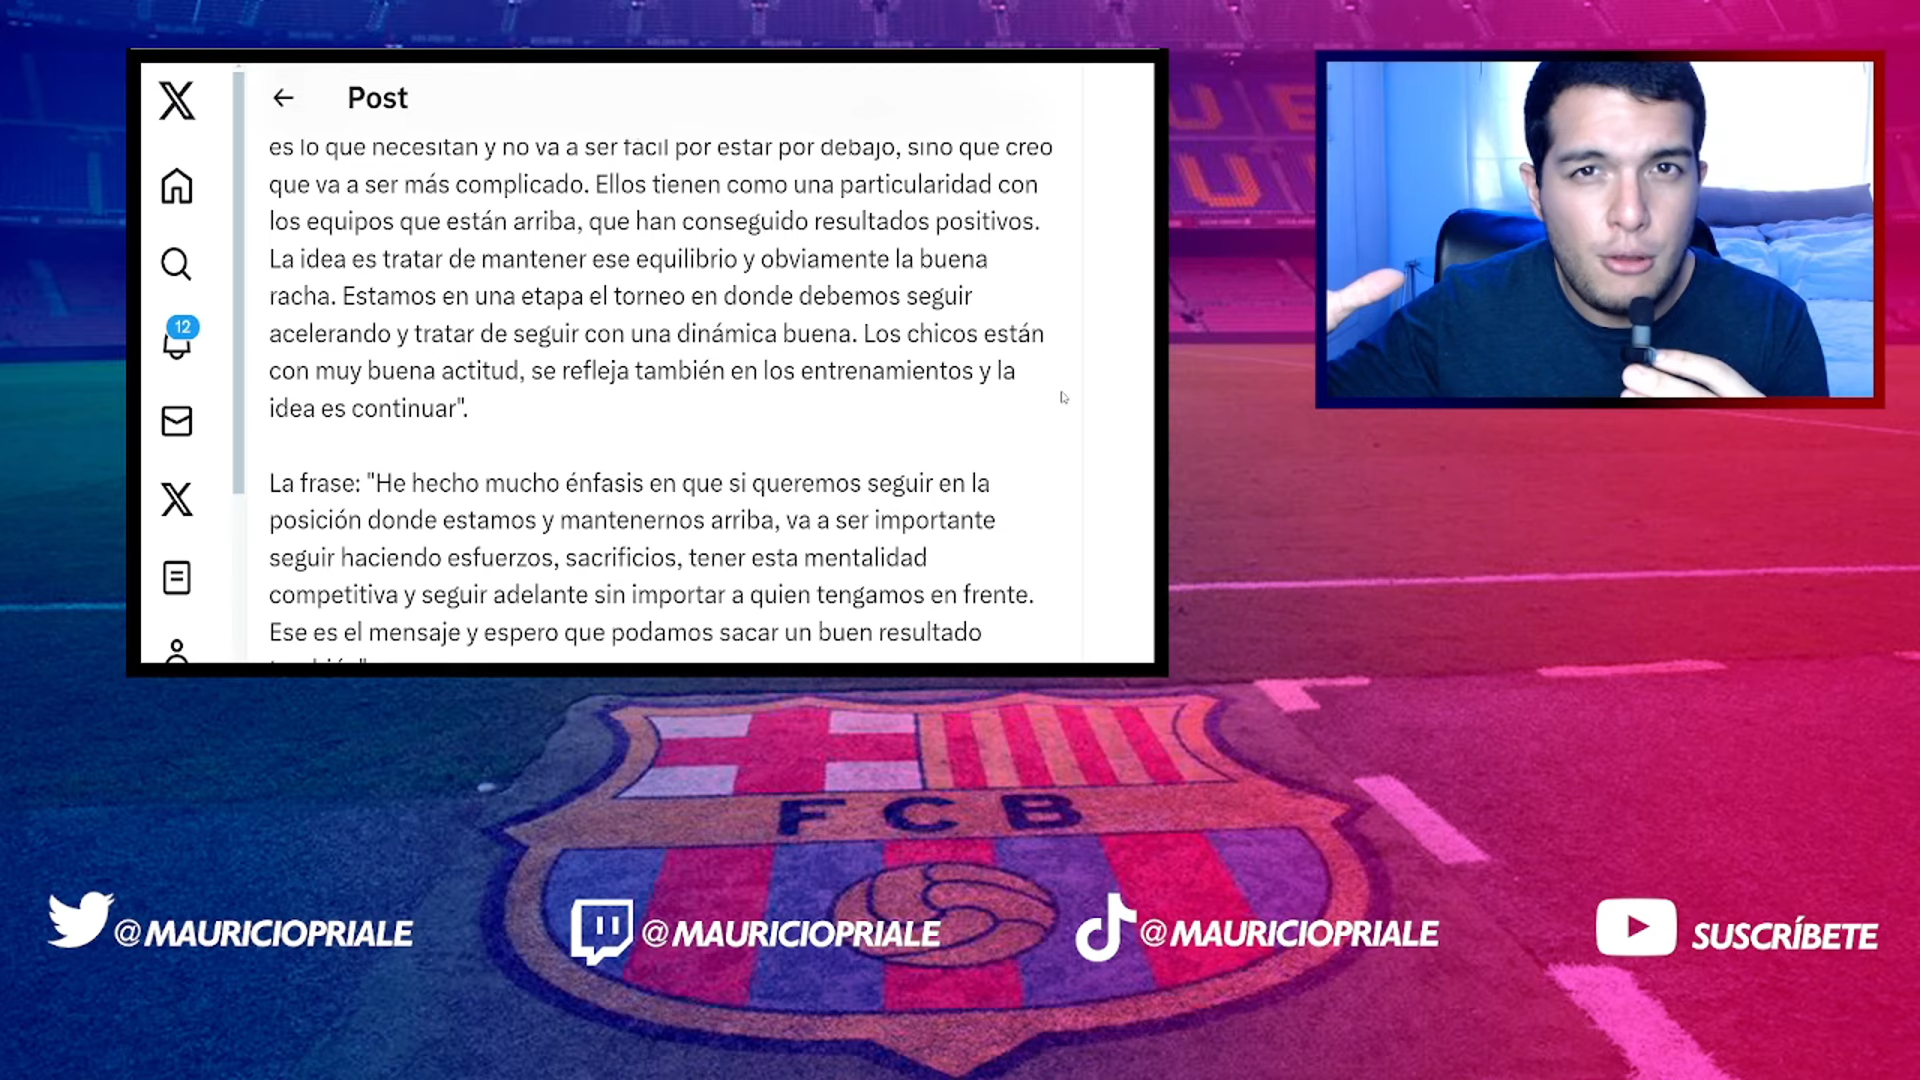 Post
es lo que necesitan y no va a ser fácil por estar por debajo, sino que creo
que va a ser más complicado. Ellos tienen como una particularidad con
los equipos que están arriba, que han conseguido resultados positivos.
La idea es tratar de mantener ese equilibrio y obviamente la buena
racha. Estamos en una etapa el torneo en donde debemos seguir
acelerando y tratar de seguir con una dinámica buena. Los chicos están
con muy buena actitud, se refleja también en los entrenamientos y la
idea es continuar".
La frase: "He hecho mucho énfasis en que si queremos seguir en la
posición donde estamos y mantenernos arriba, va a ser importante
seguir haciendo esfuerzos, sacrificios, tener esta mentalidad
competitiva y seguir adelante sin importar a quien tengamos en frente.
Ese es el mensaje y espero que podamos sacar un buen resultado
12
FCB
@MAURICIOPRIALE
@MAURICIOPRIALE
@MAURICIOPRIALE
SUSCRÍBETE